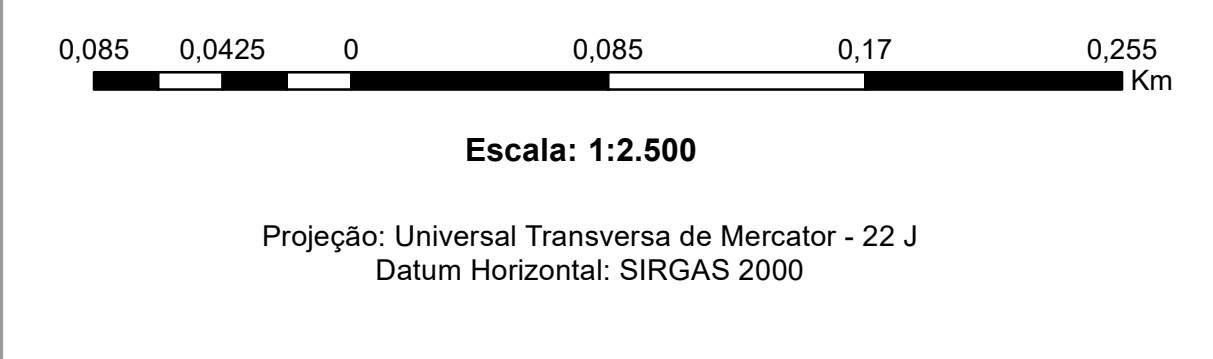 0,085 0,0425 0 0,085 0,17 0,255
Km
Escala: 1:2.500
Projeção: Universal Transversa de Mercator - 22 J
Datum Horizontal: SIRGAS 2000